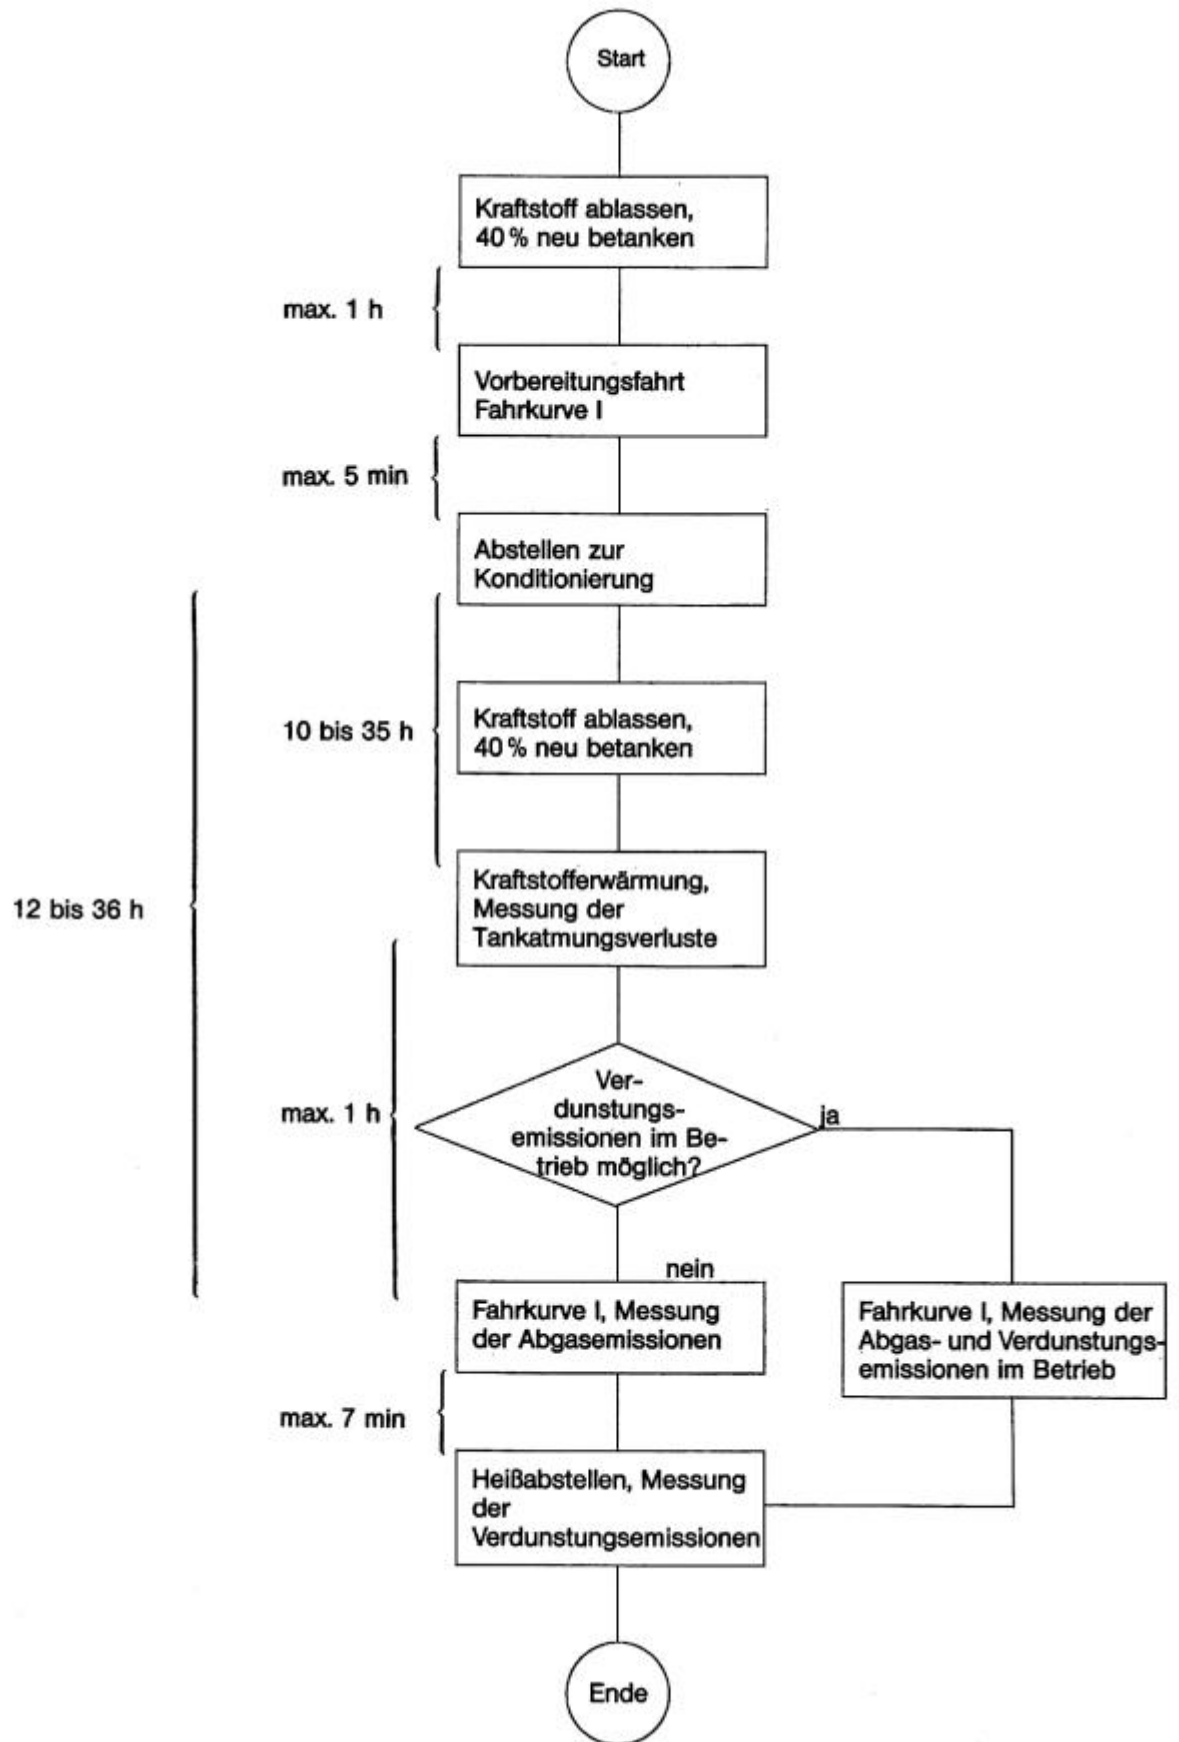 Start
Kraftstoff ablassen,
40% neu betanken
max. 1 h
Vorbereitungsfahrt
Fahrkurve I
max. 5 min
Abstellen zur
Konditionierung
10 bis 35 h
Kraftstoff ablassen,
40% neu betanken
Kraftstofferwärmung,
Messung der
Tankatmungsverluste
12 bis 36 h
max. 1 h
Ver-
dunstungs-
emissionen im Be-
trieb möglich?
ja
nein
Fahrkurve I, Messung
der Abgasemissionen
Fahrkurve I, Messung der
Abgas- und Verdunstungs-
emissionen im Betrieb
max. 7 min
Heißabstellen, Messung
der
Verdunstungsemissionen
Ende